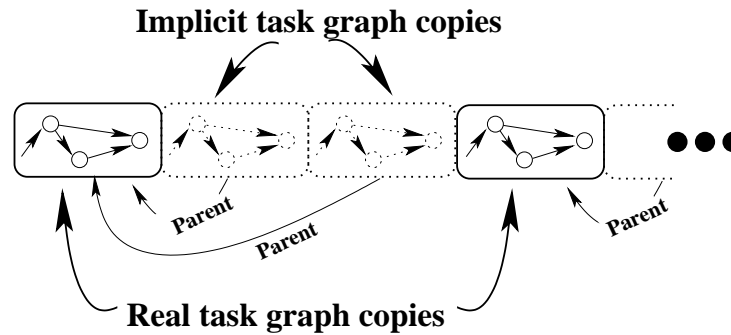 Implicit task graph copies
Parent
Parent
Parent
Real task graph copies